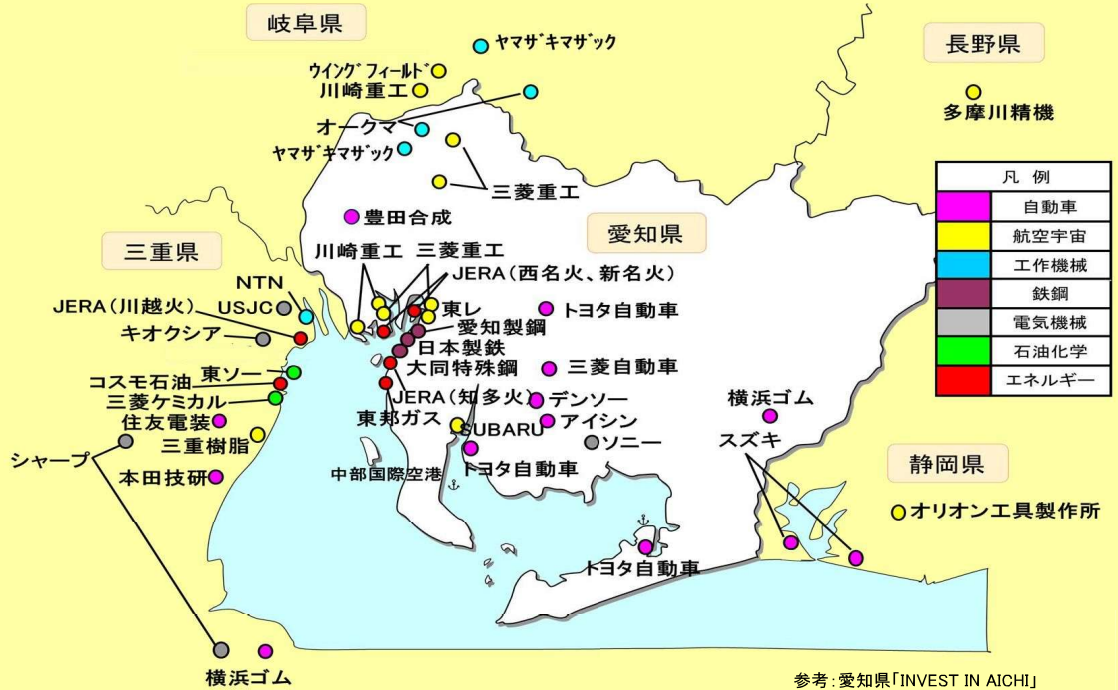 岐阜県
ヤマザキマザック
長野県
ウイングフィールド
川崎重工
多摩川精機
オークマ
ヤマザキマザック
三菱重工
凡 例
自動車
航空宇宙
工作機械
鉄鋼
電気機械
石油化学
エネルギー
豊田合成
愛知県
三重県
川崎重工
三菱重工
JERA(西名火、新名火)
NTN
JERA(川越火)
USJC
キオクシア
東レ
トヨタ自動車
愛知製鋼
日本製鉄
大同特殊鋼
三菱自動車
東ソー
コスモ石油
三菱ケミカル
JERA(知多火)
東邦ガス
デンソー
アイシン
SUBARU
ソニー
横浜ゴム
スズキ
住友電装
三重樹脂
シャープ
本田技研
中部国際空港
トヨタ自動車
静岡県
オリオン工具製作所
トヨタ自動車
横浜ゴム
参考:愛知県「INVEST IN AICHI」